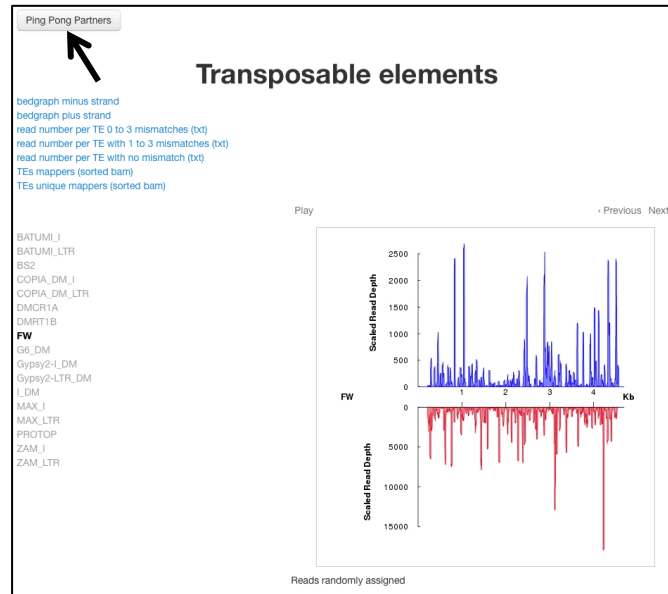 Ping Pong Partners
Transposable elements
bedgraph minus strand
bedgraph plus strand
read number per TE 0 to 3 mismatches (txt)
read number per TE with 1 to 3 mismatches (txt)
read number per TE with no mismatch (txt)
TEs mappers (sorted bam)
TEs unique mappers (sorted bam)
Play
‹ Previous Next
BATUMI_I
BATUMI_LTR
BS2
COPIA_DM_I
COPIA_DM_LTR
DMCR1A
DMRT1B
FW
G6_DM
Gypsy2-I_DM
Gypsy2-LTR_DM
I_DM
MAX_I
MAX_LTR
PROTOP
ZAM_I
ZAM_LTR
Scaled Read Depth
2500
2000
1500
1000
500
0
1 2 3 4 Kb
FW
Scaled Read Depth
0
5000
10000
15000
Reads randomly assigned